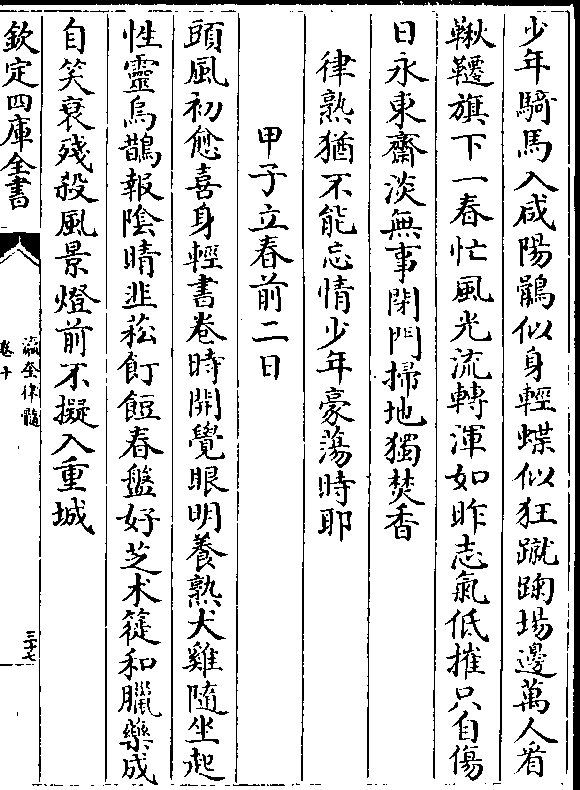 少年騎馬入咸陽鶻似身輕蝶似狂蹴踘場邊萬人看
鞦韆旗下一春忙風光流轉渾如昨志氣低摧只自傷
日永東齋淡無事閉門掃地獨焚香
律熟猶不能忘情少年豪蕩時耶
甲子立春前二日
頭風初愈喜身輕書卷時開覺眼明養熟犬雞隨坐起
性靈烏鵲報陰晴韭菘飣餖春盤好芝朮簁和臘藥成
自笑衰殘殺風景燈前不擬入重城
欽定四庫全書
瀛奎律髓
卷十
三十七